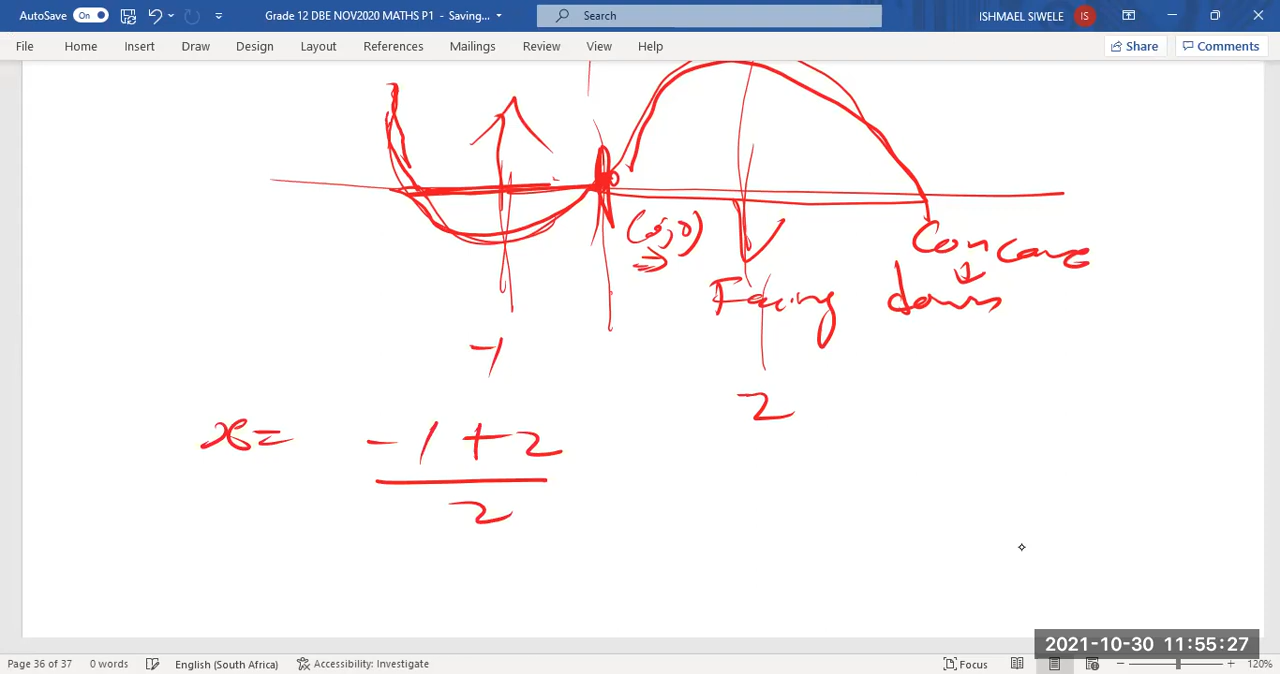 AutoSave On Grade 12 DBE NOV2020 MATHS P1 - Saving... Search ISHMAEL SIWELE IS
File Home Insert Draw Design Layout References Mailings Review View Help Share Comments
Concave
down
Facing
-1
2
x = -1 + 2
2
2021-10-30 11:55:27
Page 36 of 37 0 words English (South Africa) Accessibility: Investigate Focus 120%